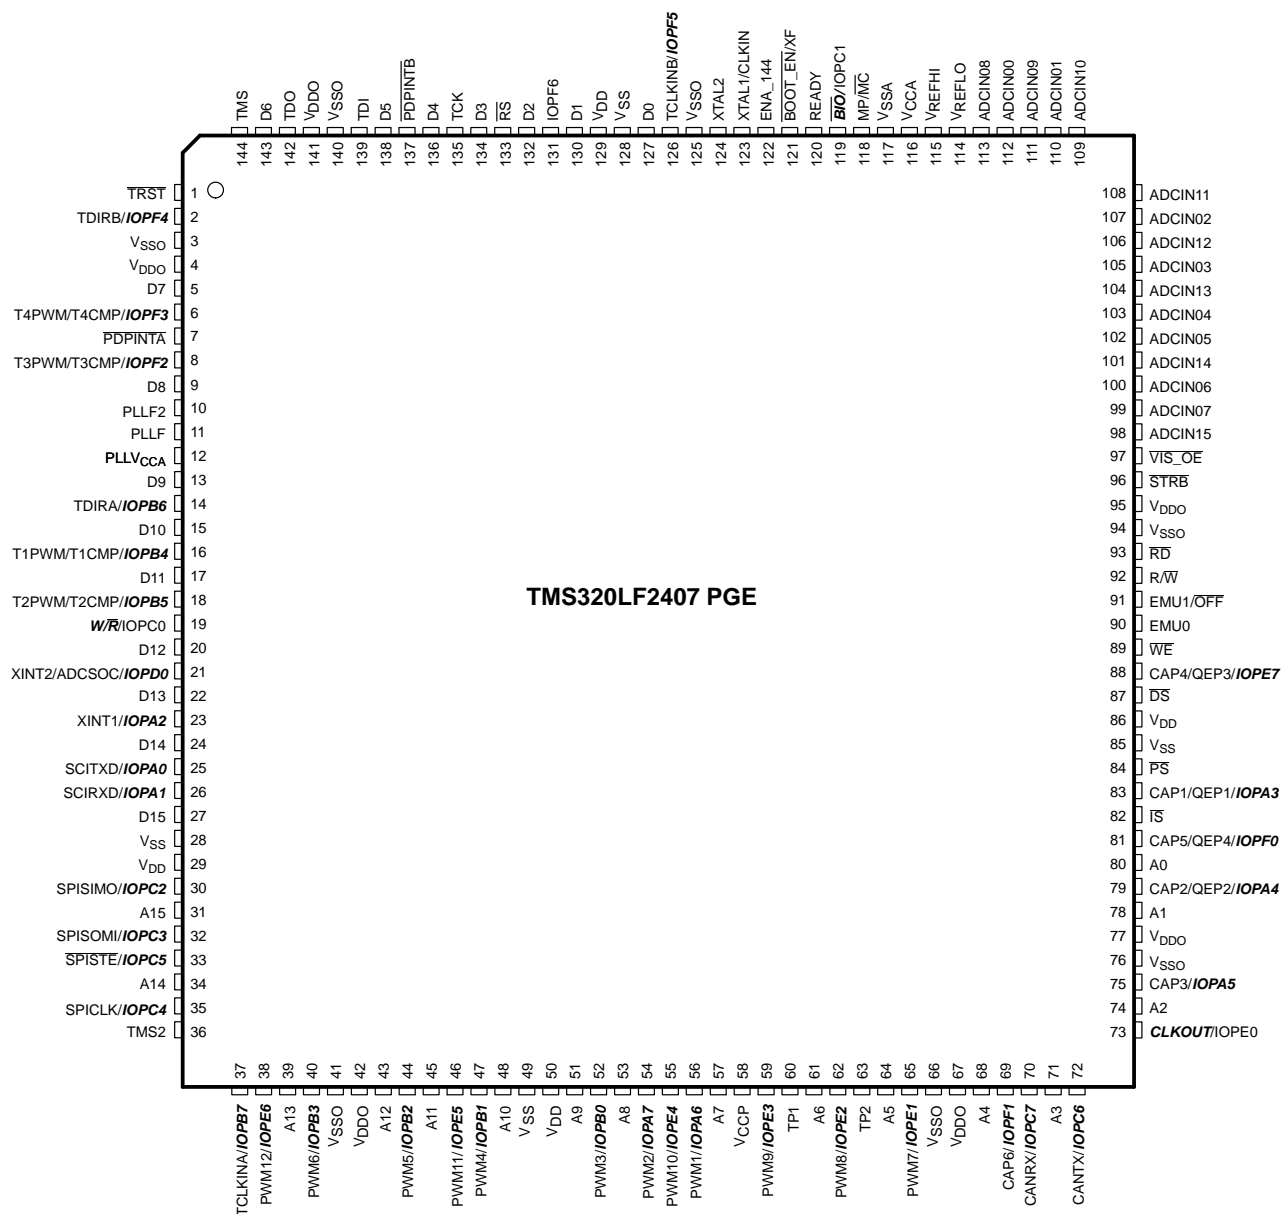 TMS
D6
TDO
VDDO
VSSO
TDI
D5
PDPINTB
D4
TCK
D3
RS
D2
IOPF6
D1
VDD
VSS
D0
TCLKINB/IOPF5
VSSO
XTAL2
XTAL1/CLKIN
ENA_144
BOOT_EN/XF
READY
BIO/IOPC1
MP/MC
VSSA
VCCA
VREFHI
VREFLO
ADCIN08
ADCIN00
ADCIN09
ADCIN01
ADCIN10
144
143
142
141
140
139
138
137
136
135
134
133
132
131
130
129
128
127
126
125
124
123
122
121
120
119
118
117
116
115
114
113
112
111
110
109
TRST 1
TDIRB/IOPF4 2
VSSO 3
VDDO 4
D7 5
T4PWM/T4CMP/IOPF3 6
PDPINTA 7
T3PWM/T3CMP/IOPF2 8
D8 9
PLLF2 10
PLLF 11
PLLVCCA 12
D9 13
TDIRA/IOPB6 14
D10 15
T1PWM/T1CMP/IOPB4 16
D11 17
T2PWM/T2CMP/IOPB5 18
W/R/IOPC0 19
D12 20
XINT2/ADCSOC/IOPD0 21
D13 22
XINT1/IOPA2 23
D14 24
SCITXD/IOPA0 25
SCIRXD/IOPA1 26
D15 27
VSS 28
VDD 29
SPISIMO/IOPC2 30
A15 31
SPISOMI/IOPC3 32
SPISTE/IOPC5 33
A14 34
SPICLK/IOPC4 35
TMS2 36
TMS320LF2407 PGE
108 ADCIN11
107 ADCIN02
106 ADCIN12
105 ADCIN03
104 ADCIN13
103 ADCIN04
102 ADCIN05
101 ADCIN14
100 ADCIN06
99 ADCIN07
98 ADCIN15
97 VIS_OE
96 STRB
95 VDDO
94 VSSO
93 RD
92 R/W
91 EMU1/OFF
90 EMU0
89 WE
88 CAP4/QEP3/IOPE7
87 DS
86 VDD
85 VSS
84 PS
83 CAP1/QEP1/IOPA3
82 IS
81 CAP5/QEP4/IOPF0
80 A0
79 CAP2/QEP2/IOPA4
78 A1
77 VDDO
76 VSSO
75 CAP3/IOPA5
74 A2
73 CLKOUT/IOPE0
37
38
39
40
41
42
43
44
45
46
47
48
49
50
51
52
53
54
55
56
57
58
59
60
61
62
63
64
65
66
67
68
69
70
71
72
TCLKINA/IOPB7
PWM12/IOPE6
A13
PWM6/IOPB3
VSSO
VDDO
A12
PWM5/IOPB2
A11
PWM11/IOPE5
PWM4/IOPB1
A10
VSS
VDD
A9
PWM3/IOPB0
A8
PWM2/IOPA7
PWM10/IOPE4
PWM1/IOPA6
A7
VCCP
PWM9/IOPE3
TP1
A6
PWM8/IOPE2
TP2
A5
PWM7/IOPE1
VSSO
VDDO
A4
CAP6/IOPF1
CANRX/IOPC7
A3
CANTX/IOPC6